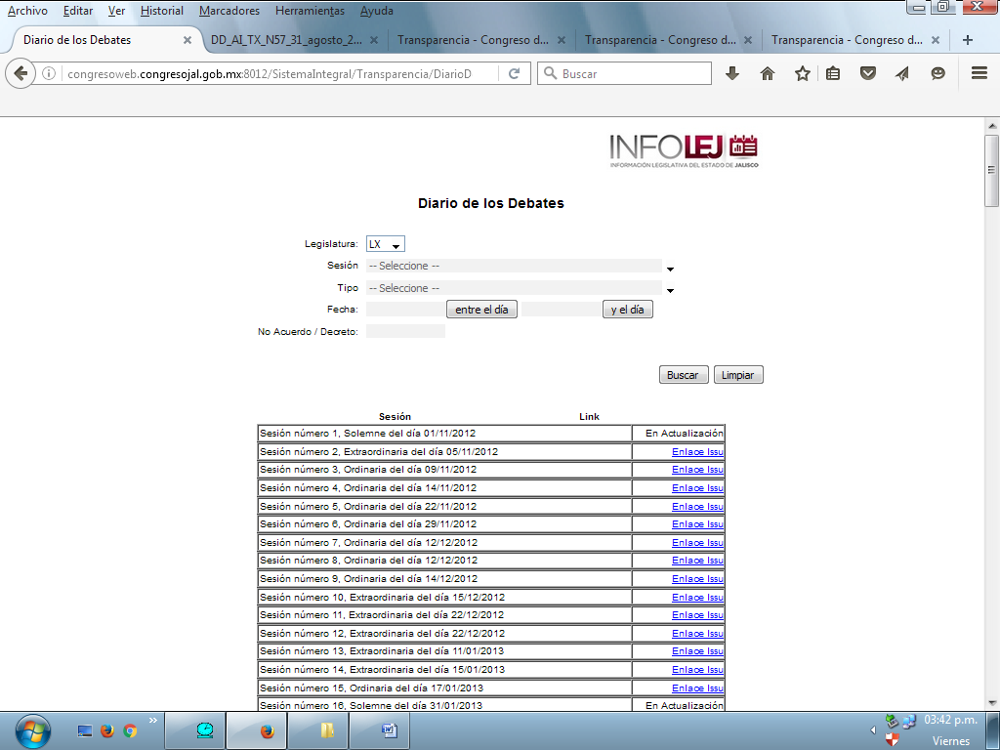 Archivo Editar Ver Historial Marcadores Herramientas Ayuda
Diario de los Debates DD_AI_TX_N57_31_agosto_2... Transparencia - Congreso d... Transparencia - Congreso d... Transparencia - Congreso d...
congresoweb.congresojal.gob.mx:8012/SistemaIntegral/Transparencia/DiarioD Buscar
INFOLEJ
INFORMACIÓN LEGISLATIVA DEL ESTADO DE JALISCO
Diario de los Debates
Legislatura: LX
Sesión -- Seleccione --
Tipo -- Seleccione --
Fecha: entre el día y el día
No Acuerdo / Decreto:
Buscar Limpiar
Sesión Link
Sesión número 1, Solemne del día 01/11/2012 En Actualización
Sesión número 2, Extraordinaria del día 05/11/2012 Enlace Issu
Sesión número 3, Ordinaria del día 09/11/2012 Enlace Issu
Sesión número 4, Ordinaria del día 14/11/2012 Enlace Issu
Sesión número 5, Ordinaria del día 22/11/2012 Enlace Issu
Sesión número 6, Ordinaria del día 29/11/2012 Enlace Issu
Sesión número 7, Ordinaria del día 12/12/2012 Enlace Issu
Sesión número 8, Ordinaria del día 12/12/2012 Enlace Issu
Sesión número 9, Ordinaria del día 14/12/2012 Enlace Issu
Sesión número 10, Extraordinaria del día 15/12/2012 Enlace Issu
Sesión número 11, Extraordinaria del día 22/12/2012 Enlace Issu
Sesión número 12, Extraordinaria del día 22/12/2012 Enlace Issu
Sesión número 13, Extraordinaria del día 11/01/2013 Enlace Issu
Sesión número 14, Extraordinaria del día 15/01/2013 Enlace Issu
Sesión número 15, Ordinaria del día 17/01/2013 Enlace Issu
Sesión número 16, Solemne del día 31/01/2013 En Actualización
03:42 p.m.
Viernes